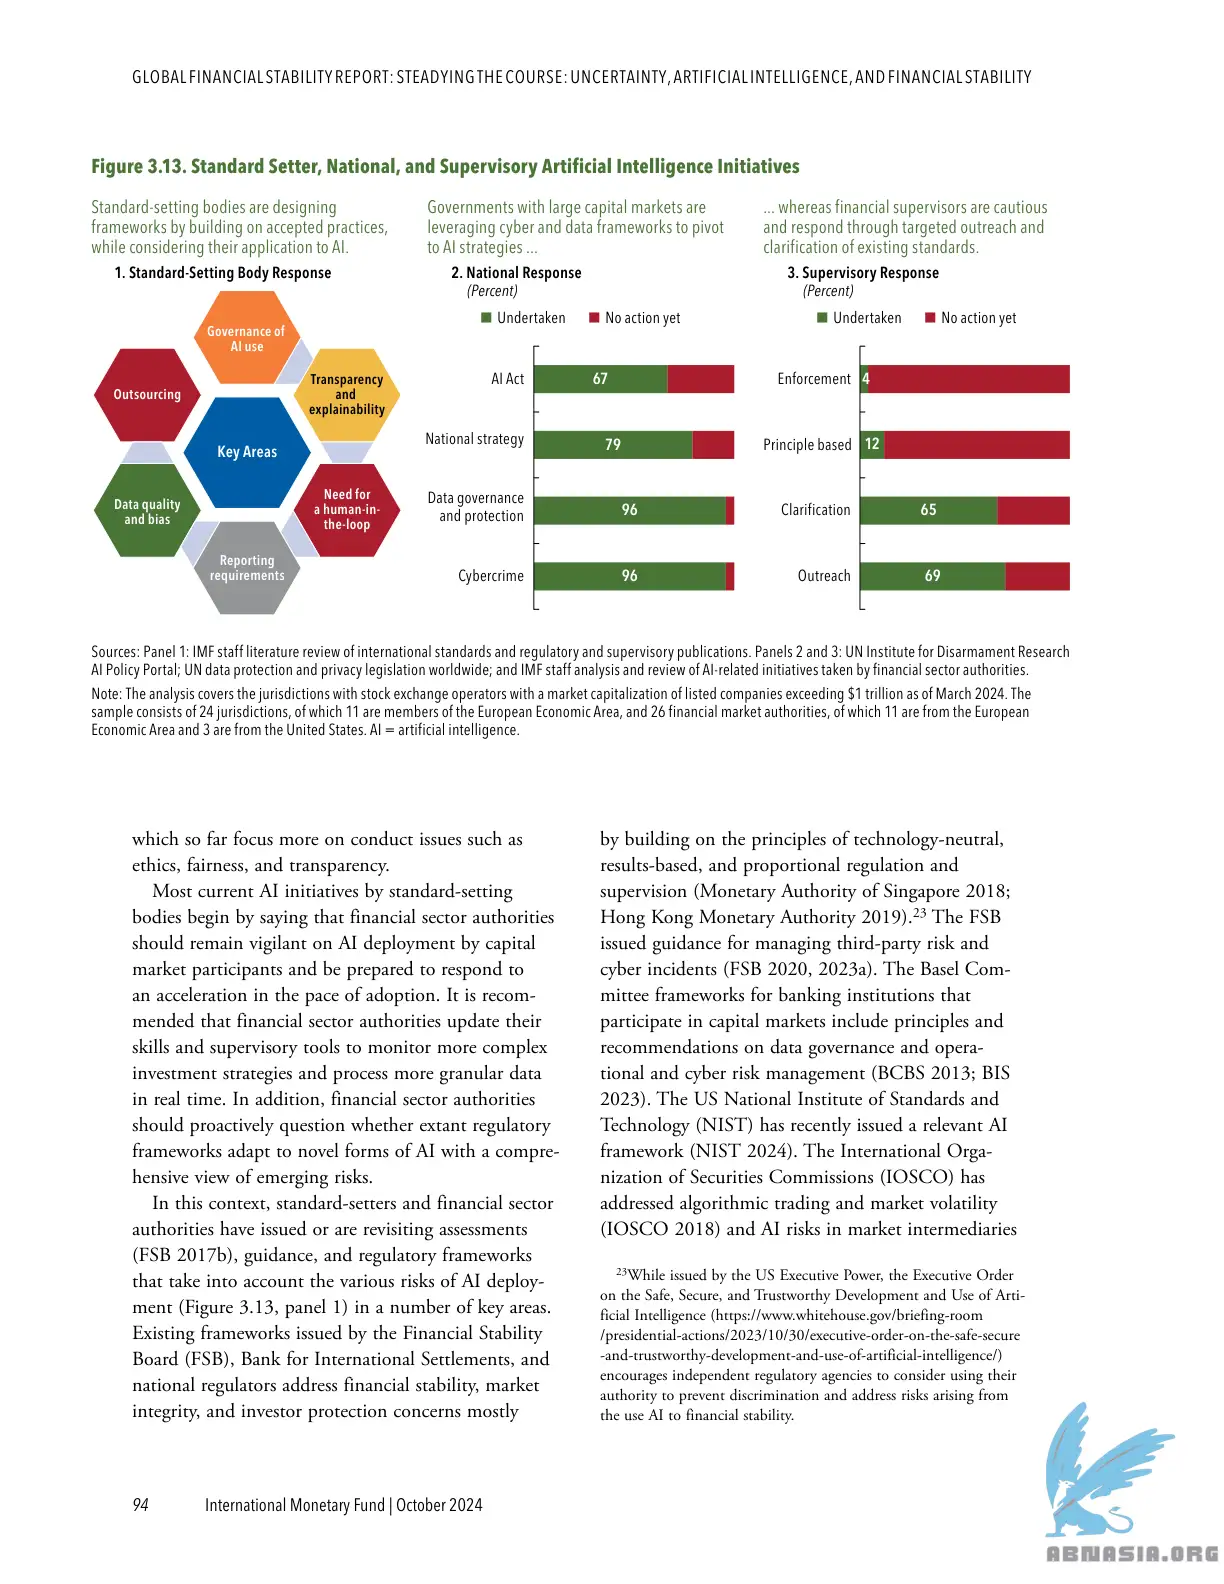 GLOBAL FINANCIAL STABILITY REPORT: STEADYING THE COURSE: UNCERTAINTY, ARTIFICIAL INTELLIGENCE, AND FINANCIAL STABILITY
Figure 3.13. Standard Setter, National, and Supervisory Artificial Intelligence Initiatives
Standard-setting bodies are designing
frameworks by building on accepted practices,
while considering their application to AI.
1. Standard-Setting Body Response
Governance of
AI use
Transparency
and
explainability
Outsourcing
Key Areas
Need for
a human-in-
the-loop
Data quality
and bias
Reporting
requirements
Governments with large capital markets are
leveraging cyber and data frameworks to pivot
to AI strategies ...
2. National Response
(Percent)
Undertaken No action yet
AI Act 67
National strategy 79
Data governance
and protection 96
Cybercrime 96
... whereas financial supervisors are cautious
and respond through targeted outreach and
clarification of existing standards.
3. Supervisory Response
(Percent)
Undertaken No action yet
Enforcement 4
Principle based 12
Clarification 65
Outreach 69
Sources: Panel 1: IMF staff literature review of international standards and regulatory and supervisory publications. Panels 2 and 3: UN Institute for Disarmament Research
AI Policy Portal; UN data protection and privacy legislation worldwide; and IMF staff analysis and review of AI-related initiatives taken by financial sector authorities.
Note: The analysis covers the jurisdictions with stock exchange operators with a market capitalization of listed companies exceeding $1 trillion as of March 2024. The
sample consists of 24 jurisdictions, of which 11 are members of the European Economic Area, and 26 financial market authorities, of which 11 are from the European
Economic Area and 3 are from the United States. AI = artificial intelligence.
which so far focus more on conduct issues such as
ethics, fairness, and transparency.
Most current AI initiatives by standard-setting
bodies begin by saying that financial sector authorities
should remain vigilant on AI deployment by capital
market participants and be prepared to respond to
an acceleration in the pace of adoption. It is recom-
mended that financial sector authorities update their
skills and supervisory tools to monitor more complex
investment strategies and process more granular data
in real time. In addition, financial sector authorities
should proactively question whether extant regulatory
frameworks adapt to novel forms of AI with a compre-
hensive view of emerging risks.
In this context, standard-setters and financial sector
authorities have issued or are revisiting assessments
(FSB 2017b), guidance, and regulatory frameworks
that take into account the various risks of AI deploy-
ment (Figure 3.13, panel 1) in a number of key areas.
Existing frameworks issued by the Financial Stability
Board (FSB), Bank for International Settlements, and
national regulators address financial stability, market
integrity, and investor protection concerns mostly
by building on the principles of technology-neutral,
results-based, and proportional regulation and
supervision (Monetary Authority of Singapore 2018;
Hong Kong Monetary Authority 2019).23 The FSB
issued guidance for managing third-party risk and
cyber incidents (FSB 2020, 2023a). The Basel Com-
mittee frameworks for banking institutions that
participate in capital markets include principles and
recommendations on data governance and opera-
tional and cyber risk management (BCBS 2013; BIS
2023). The US National Institute of Standards and
Technology (NIST) has recently issued a relevant AI
framework (NIST 2024). The International Orga-
nization of Securities Commissions (IOSCO) has
addressed algorithmic trading and market volatility
(IOSCO 2018) and AI risks in market intermediaries
23While issued by the US Executive Power, the Executive Order
on the Safe, Secure, and Trustworthy Development and Use of Arti-
ficial Intelligence (https://www.whitehouse.gov/briefing-room
/presidential-actions/2023/10/30/executive-order-on-the-safe-secure
-and-trustworthy-development-and-use-of-artificial-intelligence/)
encourages independent regulatory agencies to consider using their
authority to prevent discrimination and address risks arising from
the use AI to financial stability.
94 International Monetary Fund | October 2024
ABNASIA.ORG